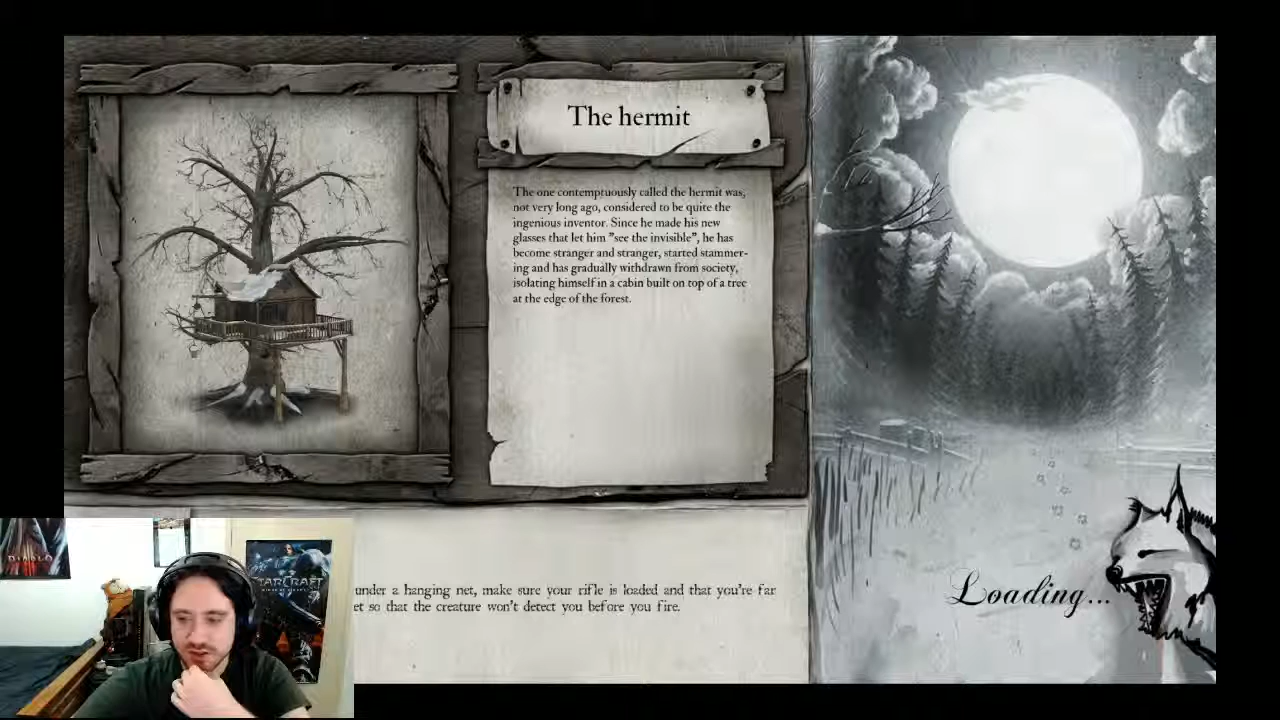 The hermit
The one contemptuously called the hermit was,
not very long ago, considered to be quite the
ingenious inventor. Since he made his new
glasses that let him "see the invisible", he has
become stranger and stranger, started stammer-
ing and has gradually withdrawn from society,
isolating himself in a cabin built on top of a tree
at the edge of the forest.
under a hanging net, make sure your rifle is loaded and that you're far
et so that the creature won't detect you before you fire.
Loading...
DIABLO
STARCRAFT